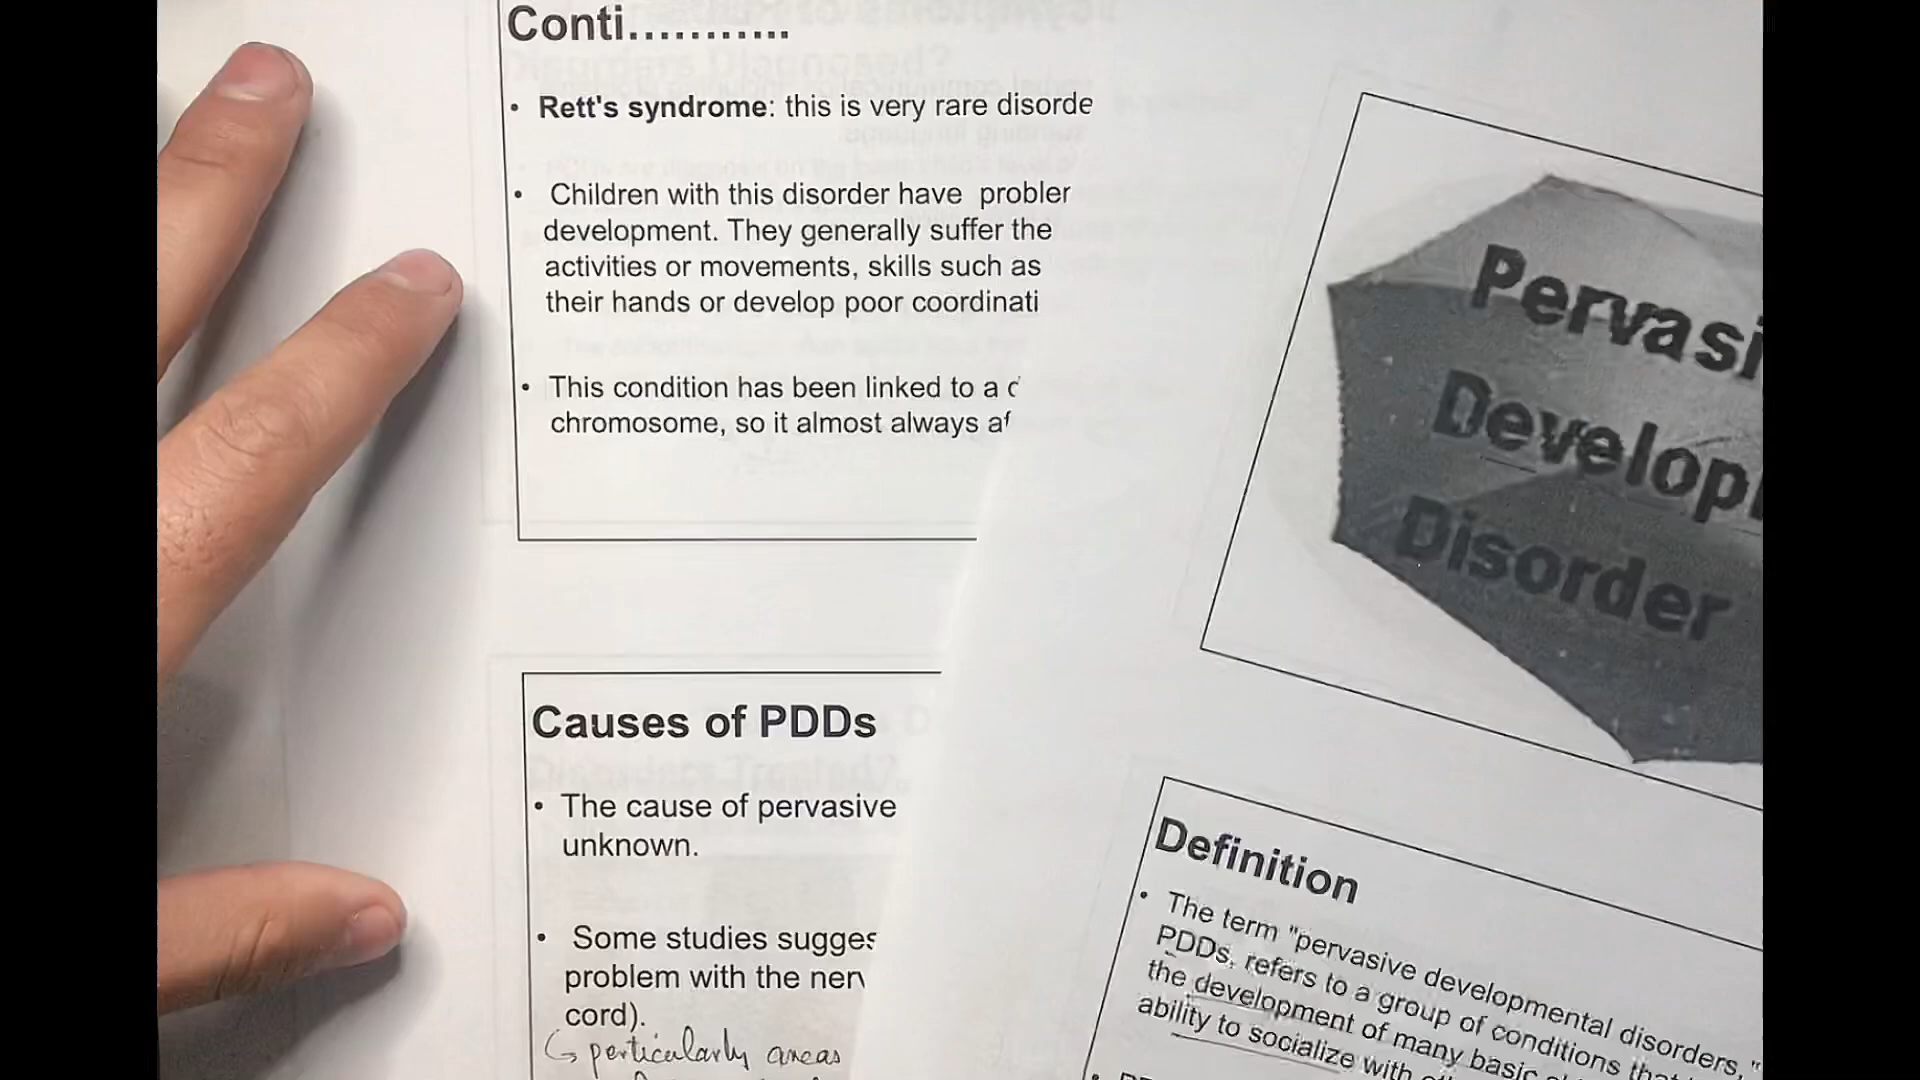 Conti...........
• Rett's syndrome: this is very rare disorde
• Children with this disorder have probler
development. They generally suffer the
activities or movements, skills such as
their hands or develop poor coordinati
• This condition has been linked to a
chromosome, so it almost always
Causes of PDDs
• The cause of pervasive
unknown.
• Some studies sugges
problem with the nerv
cord).
perticularly areas
Pervasi
Develop
Disorder
Definition
• The term "pervasive developmental disorders,"
PDDs, refers to a group of conditions
the development of many basic
ability to socialize with